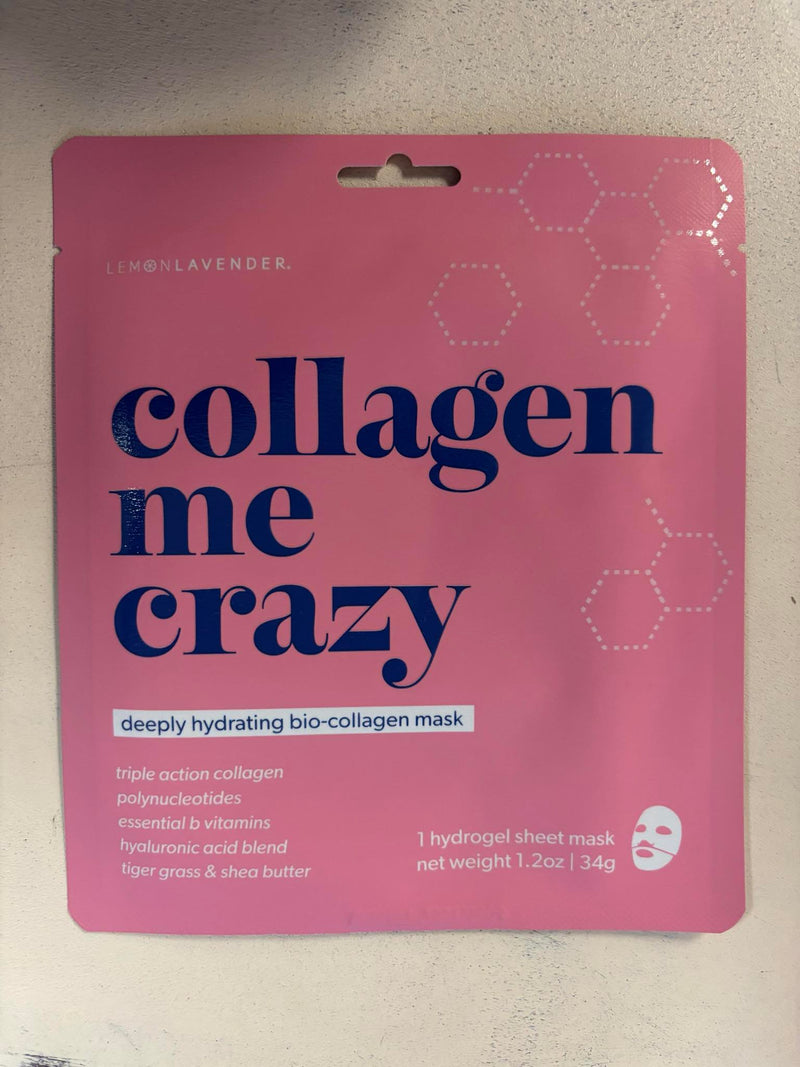 LEMONLAVENDER®
collagen
me
crazy
deeply hydrating bio-collagen mask
triple action collagen
polynucleotides
essential b vitamins
hyaluronic acid blend
tiger grass & shea butter
1 hydrogel sheet mask
net weight 1.2oz | 34g